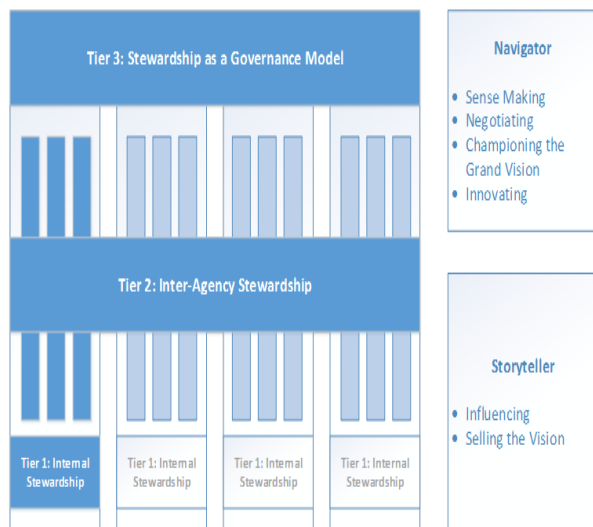 Tier 3: Stewardship as a Governance Model
Tier 2: Inter-Agency Stewardship
Tier 1: Internal
Stewardship
Tier 1: Internal
Stewardship
Tier 1: Internal
Stewardship
Tier 1: Internal
Stewardship
Navigator
• Sense Making
• Negotiating
• Championing the
Grand Vision
• Innovating
Storyteller
• Influencing
• Selling the Vision